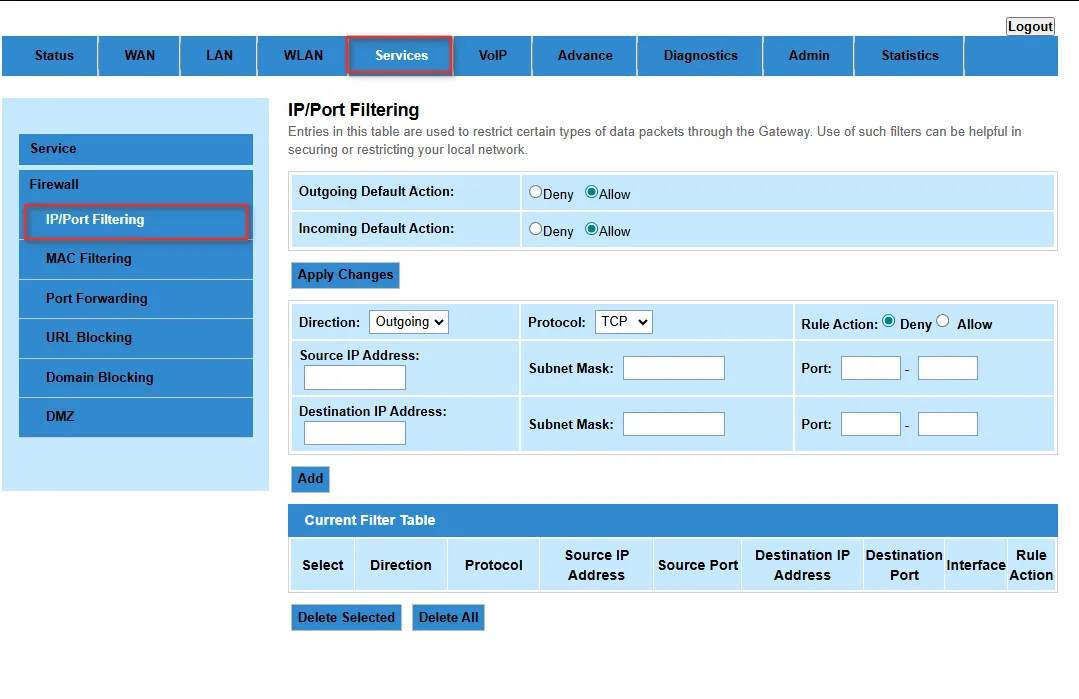 Logout
Status WAN LAN WLAN Services VoIP Advance Diagnostics Admin Statistics
Service
Firewall
IP/Port Filtering
MAC Filtering
Port Forwarding
URL Blocking
Domain Blocking
DMZ
IP/Port Filtering
Entries in this table are used to restrict certain types of data packets through the Gateway. Use of such filters can be helpful in
securing or restricting your local network.
Outgoing Default Action: Deny Allow
Incoming Default Action: Deny Allow
Apply Changes
Direction: Outgoing Protocol: TCP Rule Action: Deny Allow
Source IP Address:
Subnet Mask: Port: -
Destination IP Address:
Subnet Mask: Port: -
Add
Current Filter Table
Select Direction Protocol Source IP Address Source Port Destination IP Address Destination Port Interface Rule Action
Delete Selected Delete All